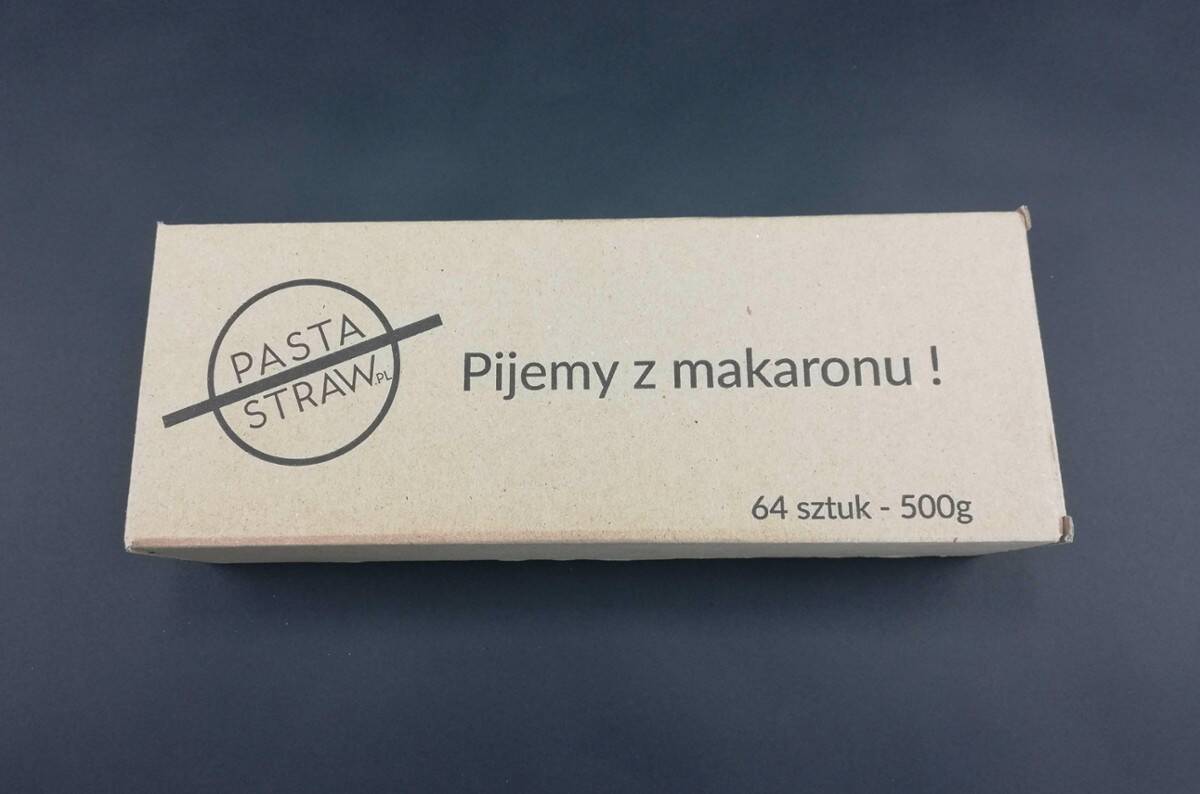 PASTA
STRAW.PL
Pijemy z makaronu !
64 sztuk - 500g